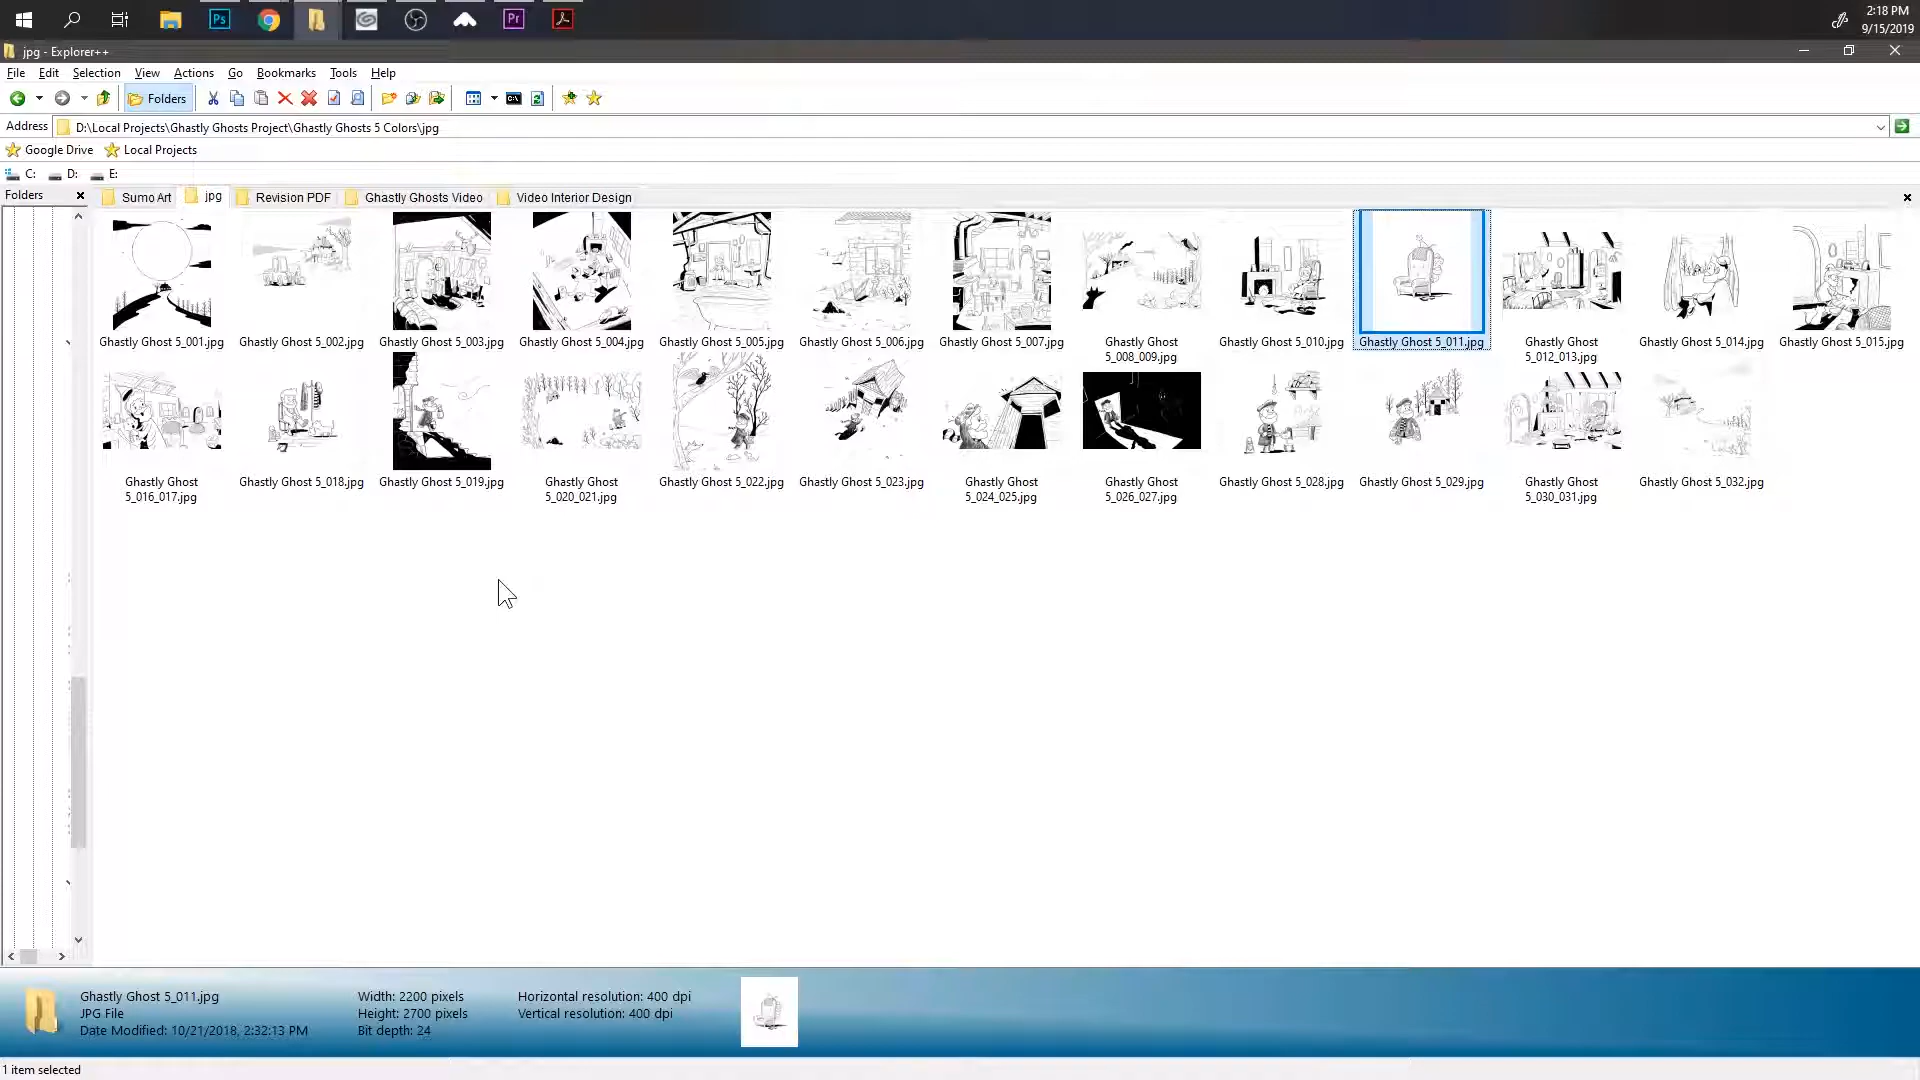 Ps
Pr
2:18 PM
9/15/2019
jpg - Explorer++
File Edit Selection View Actions Go Bookmarks Tools Help
Folders
Address D:\Local Projects\Ghastly Ghosts Project\Ghastly Ghosts 5 Colors\jpg
Google Drive Local Projects
C: D: E:
Folders
Sumo Art jpg Revision PDF Ghastly Ghosts Video Video Interior Design
Ghastly Ghost 5_001.jpg
Ghastly Ghost 5_002.jpg
Ghastly Ghost 5_003.jpg
Ghastly Ghost 5_004.jpg
Ghastly Ghost 5_005.jpg
Ghastly Ghost 5_006.jpg
Ghastly Ghost 5_007.jpg
Ghastly Ghost
5_008_009.jpg
Ghastly Ghost 5_010.jpg
Ghastly Ghost 5_011.jpg
Ghastly Ghost
5_012_013.jpg
Ghastly Ghost 5_014.jpg
Ghastly Ghost 5_015.jpg
Ghastly Ghost
5_016_017.jpg
Ghastly Ghost 5_018.jpg
Ghastly Ghost 5_019.jpg
Ghastly Ghost
5_020_021.jpg
Ghastly Ghost 5_022.jpg
Ghastly Ghost 5_023.jpg
Ghastly Ghost
5_024_025.jpg
Ghastly Ghost
5_026_027.jpg
Ghastly Ghost 5_028.jpg
Ghastly Ghost 5_029.jpg
Ghastly Ghost
5_030_031.jpg
Ghastly Ghost 5_032.jpg
Ghastly Ghost 5_011.jpg
JPG File
Date Modified: 10/21/2018, 2:32:13 PM
Width: 2200 pixels
Height: 2700 pixels
Bit depth: 24
Horizontal resolution: 400 dpi
Vertical resolution: 400 dpi
1 item selected